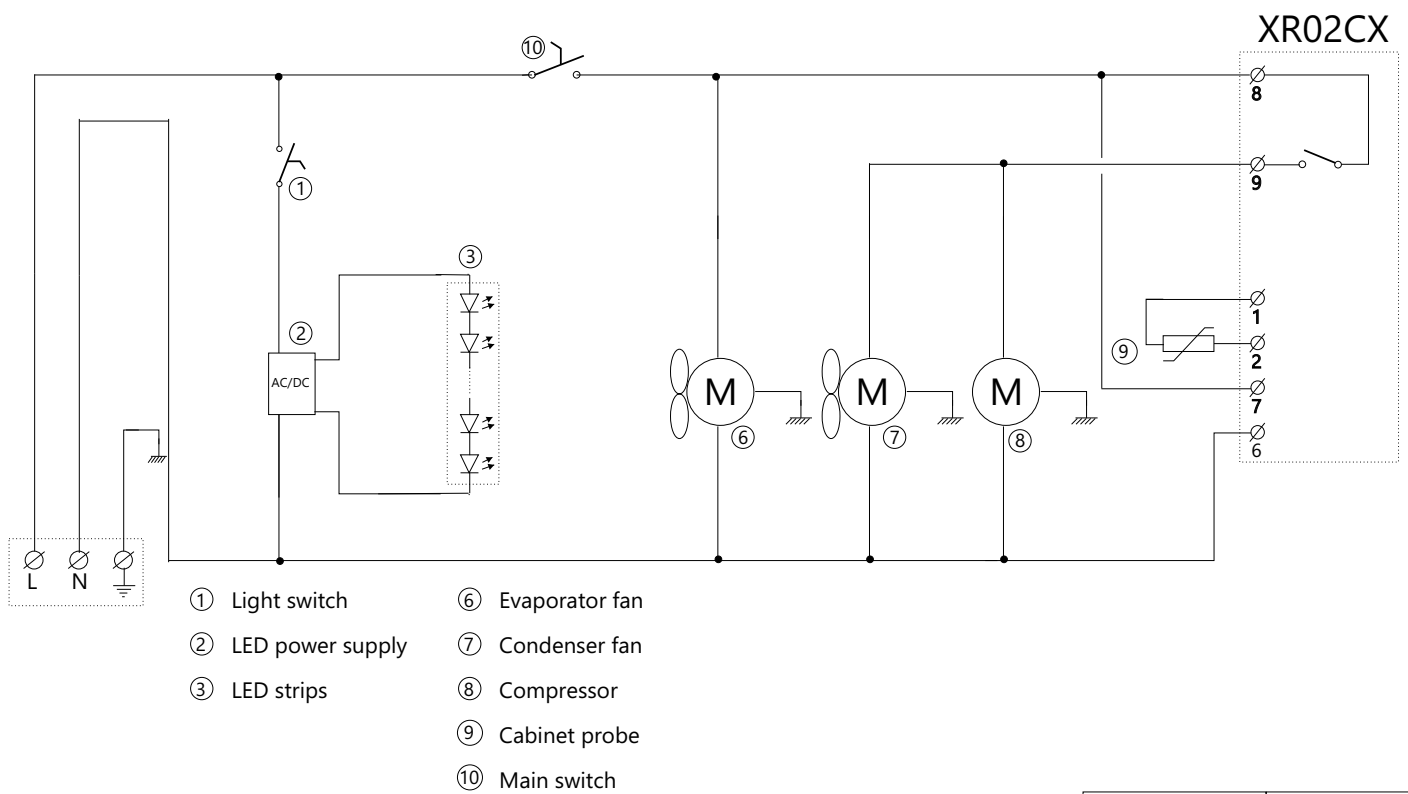 XR02CX
⑩
8
①
9
③
1
②
⑨
2
AC/DC
M
M
M
7
⑥
⑦
⑧
6
L N
① Light switch
② LED power supply
③ LED strips
⑥ Evaporator fan
⑦ Condenser fan
⑧ Compressor
⑨ Cabinet probe
⑩ Main switch